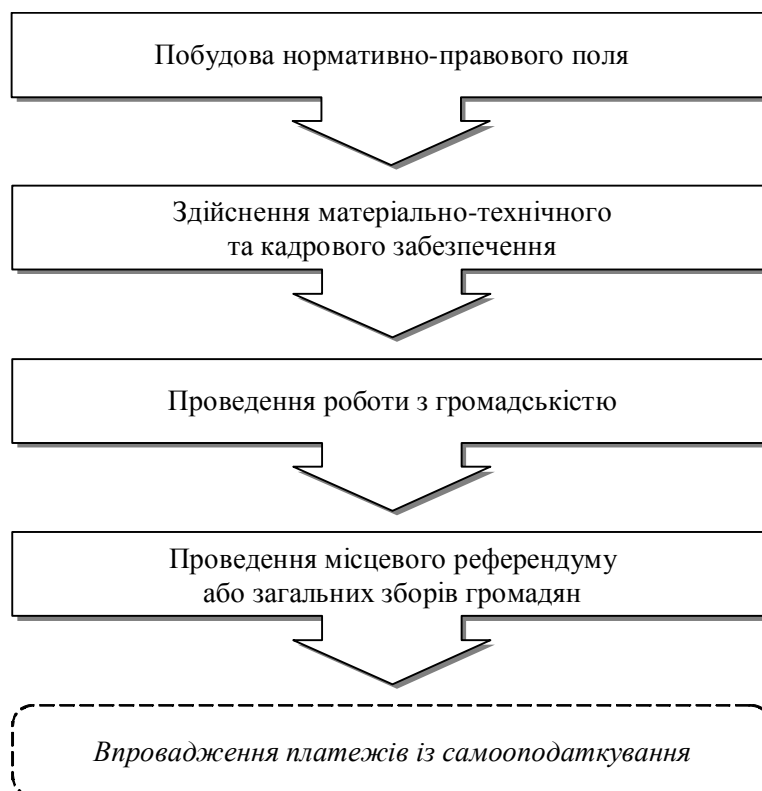 Побудова нормативно-правового поля
Здійснення матеріально-технічного
та кадрового забезпечення
Проведення роботи з громадськістю
Проведення місцевого референдуму
або загальних зборів громадян
Впровадження платежів із самооподаткування